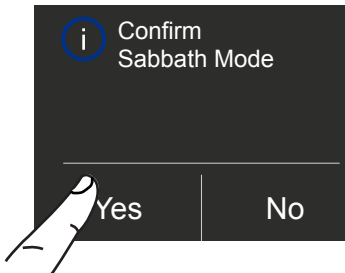 i Confirm
Sabbath Mode
Yes No